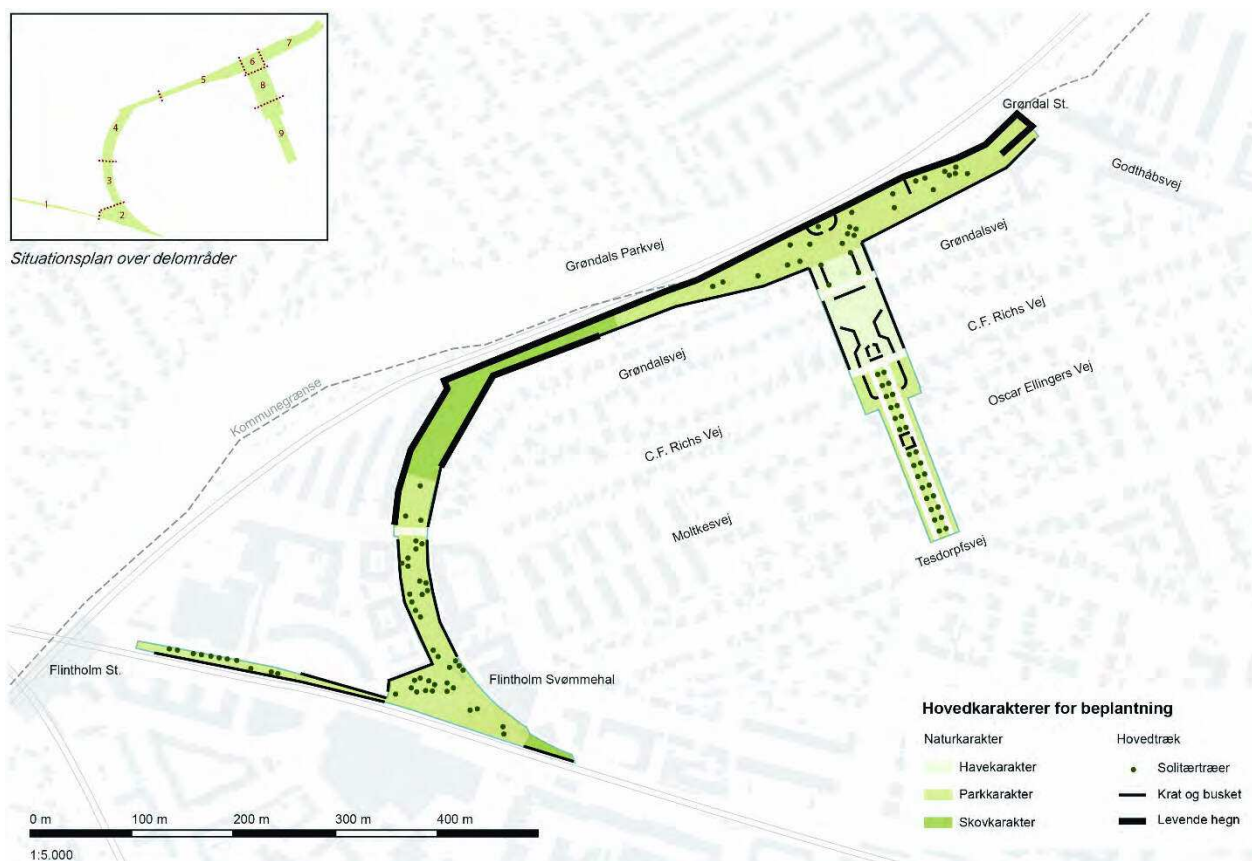 7
6
5
8
4
9
3
1
2
Situationsplan over delområder
Grøndal St.
Godthåbsvej
Grøndals Parkvej
Grøndalsvej
C.F. Richs Vej
Grøndalsvej
Oscar Ellingers Vej
Kommunegrænse
C.F. Richs Vej
Moltkesvej
Tesdorpfsvej
Flintholm St.
Flintholm Svømmehal
Hovedkarakterer for beplantning
Naturkarakter
Havekarakter
Parkkarakter
Skovkarakter
Hovedtræk
Solitærtræer
Krat og busket
Levende hegn
0 m 100 m 200 m 300 m 400 m
1:5.000